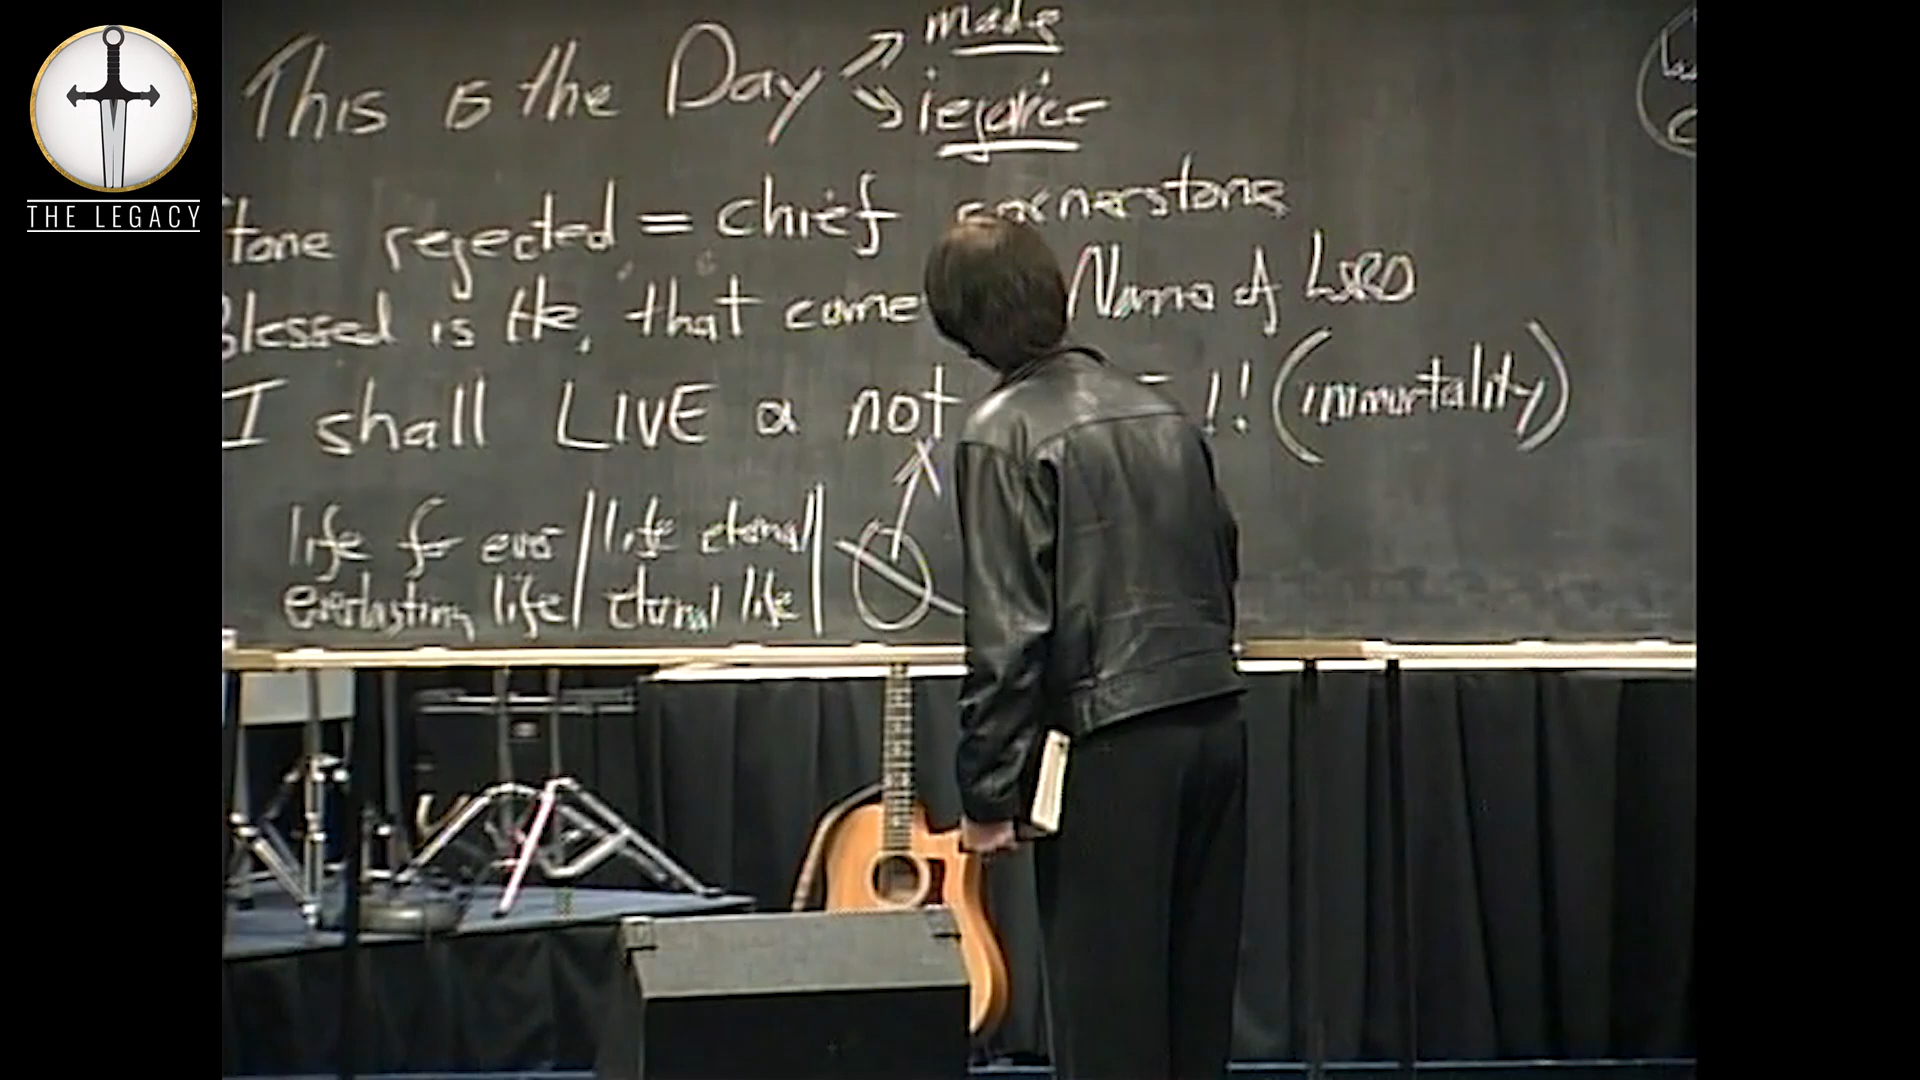 THE LEGACY
made
This is the Day
rejoice
tone rejected = chief cornerstone
Blessed is He, that come Name of LORD
I shall LIVE a not !! (immortality)
life for ever | life eternal |
everlasting life | eternal life |